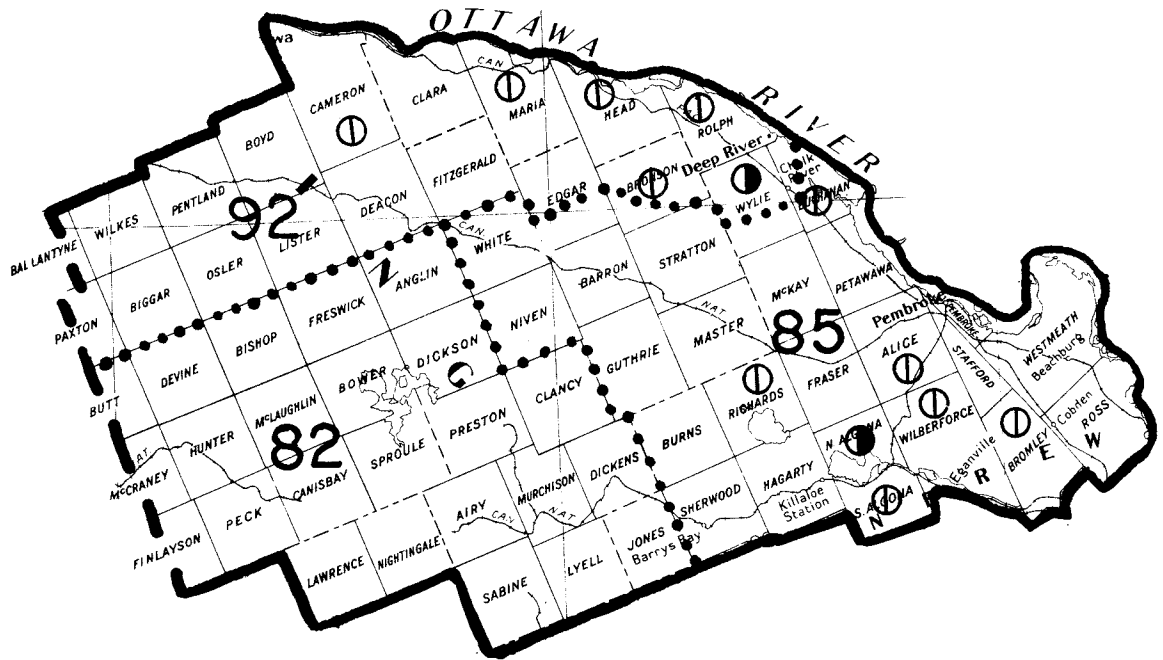 OTTAWA RIVER
wa
CAN.
CAMERON
CLARA
MARIA
HEAD
ROLPH
BOYD
Deep River
Chalk
River
FITZGERALD
EDGAR
BRONSON
WYLIE
BUCHANAN
PENTLAND
DEACON
WILKES
92
LISTER
CAN.
WHITE
BALLANTYNE
OSLER
N
ANGLIN
BARRON
STRATTON
PETAWAWA
BIGGAR
FRESWICK
McKAY
NAT.
PAXTON
BISHOP
NIVEN
MASTER
85
Pembroke
PEMBROKE
WESTMEATH
Beachburg
DEVINE
DICKSON
GUTHRIE
ALICE
STAFFORD
BUTT
BOWER
CLANCY
FRASER
McLAUGHLIN
RICHARDS
Cobden
ROSS
HUNTER
82
PRESTON
BURNS
N ALGONA
WILBERFORCE
BROMLEY
NAT.
SPROULE
Eganville
McCRANEY
CANISBAY
DICKENS
HAGARTY
R E N W
PECK
AIRY
MURCHISON
SHERWOOD
Killaloe
Station
S. ALGONA
CAN.
NAT.
FINLAYSON
NIGHTINGALE
JONES
Barrys Bay
LAWRENCE
LYELL
SABINE